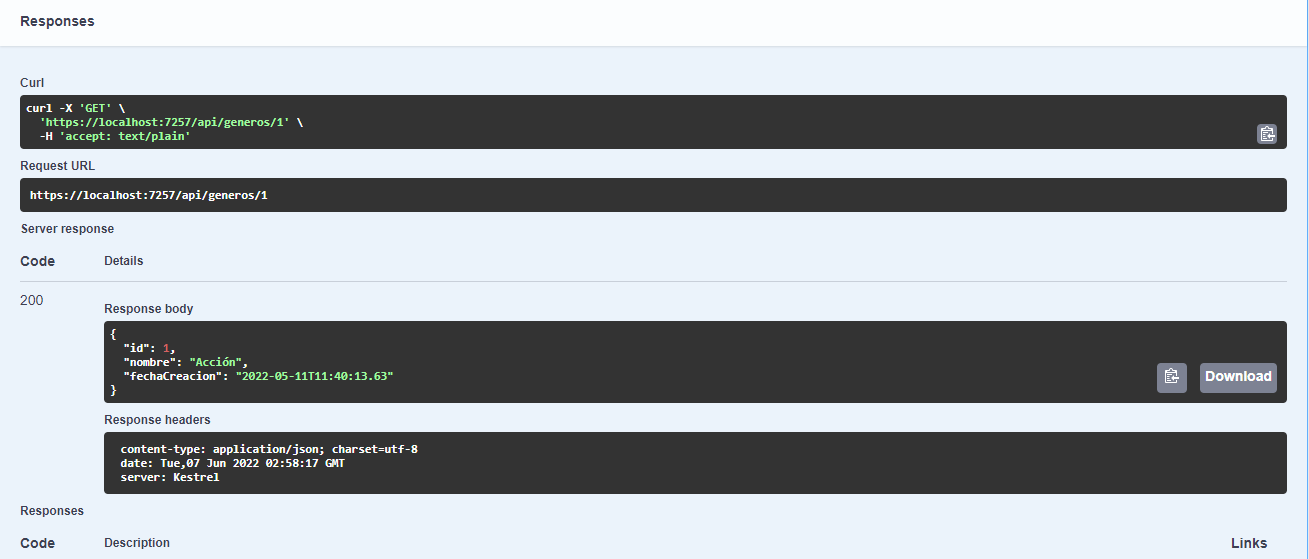 Responses
Curl
curl -X 'GET' \
  'https://localhost:7257/api/generos/1' \
  -H 'accept: text/plain'
Request URL
https://localhost:7257/api/generos/1
Server response
Code Details
200
Response body
{
  "id": 1,
  "nombre": "Acción",
  "fechaCreacion": "2022-05-11T11:40:13.63"
}
Download
Response headers
content-type: application/json; charset=utf-8
date: Tue,07 Jun 2022 02:58:17 GMT
server: Kestrel
Responses
Code Description Links